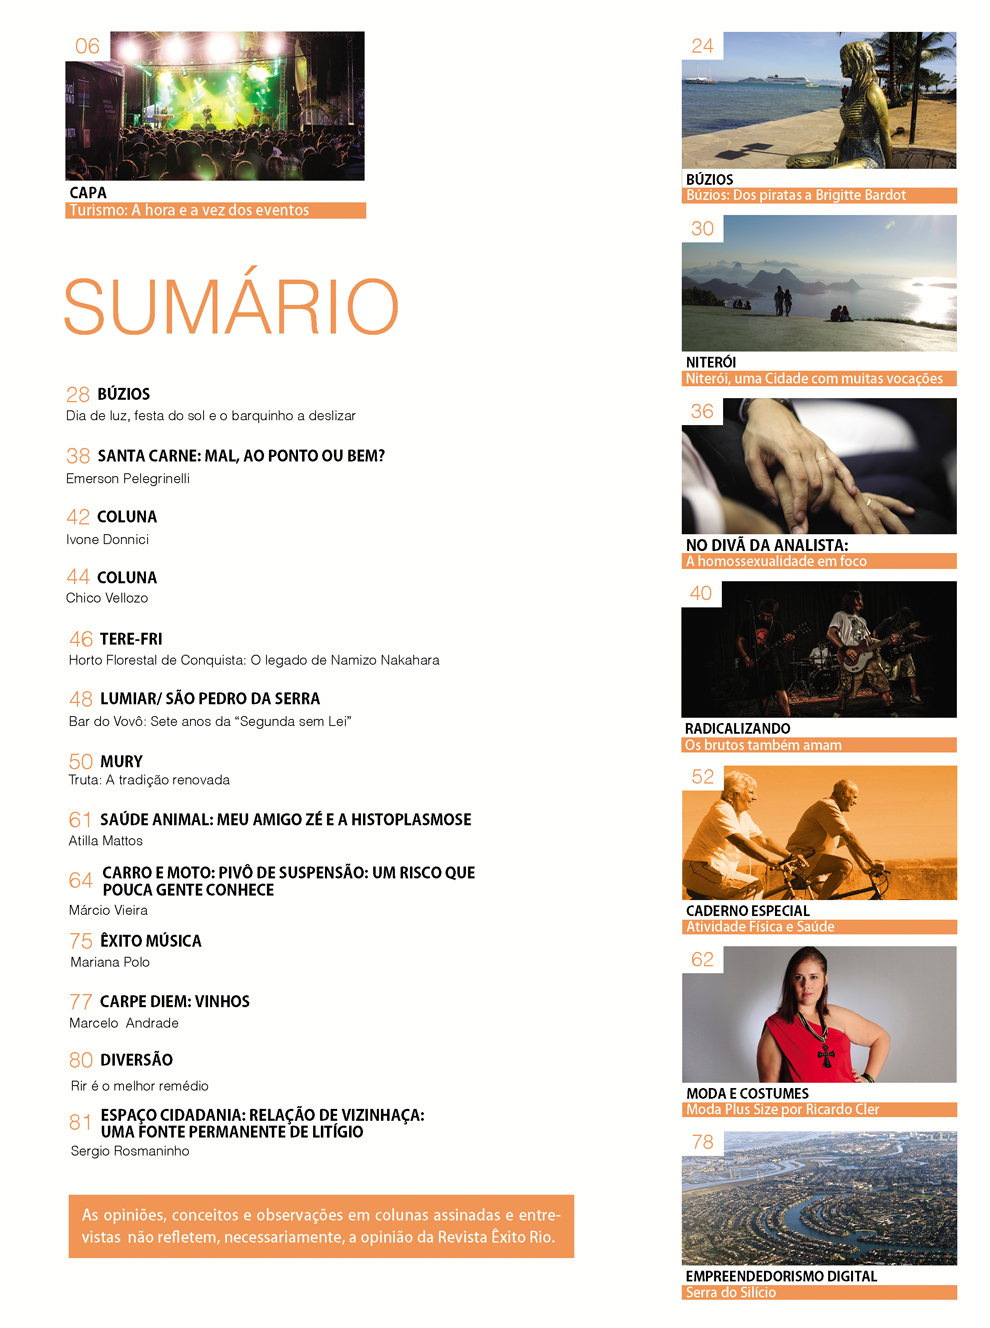 06
CAPA
Turismo: A hora e a vez dos eventos
SUMÁRIO
28 BÚZIOS
Dia de luz, festa do sol e o barquinho a deslizar
38 SANTA CARNE: MAL, AO PONTO OU BEM?
Emerson Pelegrinelli
42 COLUNA
Ivone Donnici
44 COLUNA
Chico Vellozo
46 TERE-FRI
Horto Florestal de Conquista: O legado de Namizo Nakahara
48 LUMIAR/ SÃO PEDRO DA SERRA
Bar do Vovô: Sete anos da “Segunda sem Lei”
50 MURY
Truta: A tradição renovada
61 SAÚDE ANIMAL: MEU AMIGO ZÉ E A HISTOPLASMOSE
Atilla Mattos
64 CARRO E MOTO: PIVÔ DE SUSPENSÃO: UM RISCO QUE
POUCA GENTE CONHECE
Márcio Vieira
75 ÊXITO MÚSICA
Mariana Polo
77 CARPE DIEM: VINHOS
Marcelo Andrade
80 DIVERSÃO
Rir é o melhor remédio
81 ESPAÇO CIDADANIA: RELAÇÃO DE VIZINHAÇA:
UMA FONTE PERMANENTE DE LITÍGIO
Sergio Rosmaninho
As opiniões, conceitos e observações em colunas assinadas e entre-
vistas não refletem, necessariamente, a opinião da Revista Êxito Rio.
24
BÚZIOS
Búzios: Dos piratas a Brigitte Bardot
30
NITERÓI
Niterói, uma Cidade com muitas vocações
36
NO DIVÃ DA ANALISTA:
A homossexualidade em foco
40
RADICALIZANDO
Os brutos também amam
52
CADERNO ESPECIAL
Atividade Física e Saúde
62
MODA E COSTUMES
Moda Plus Size por Ricardo Cler
78
EMPREENDEDORISMO DIGITAL
Serra do Silício